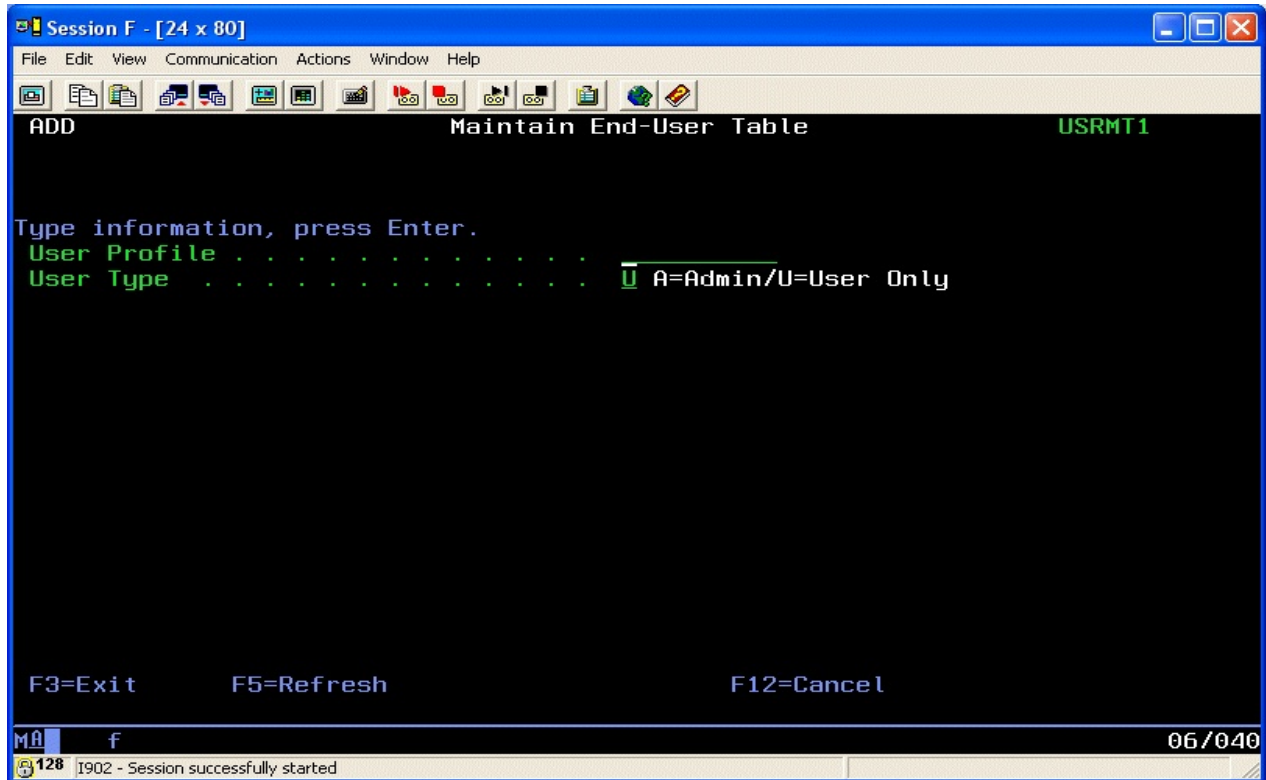 Session F - [24 x 80]
File Edit View Communication Actions Window Help
ADD Maintain End-User Table USRMT1
Type information, press Enter.
User Profile . . . . . . . . . . . .
User Type . . . . . . . . . . . . . U A=Admin/U=User Only
F3=Exit F5=Refresh F12=Cancel
MA f 06/040
128 I902 - Session successfully started